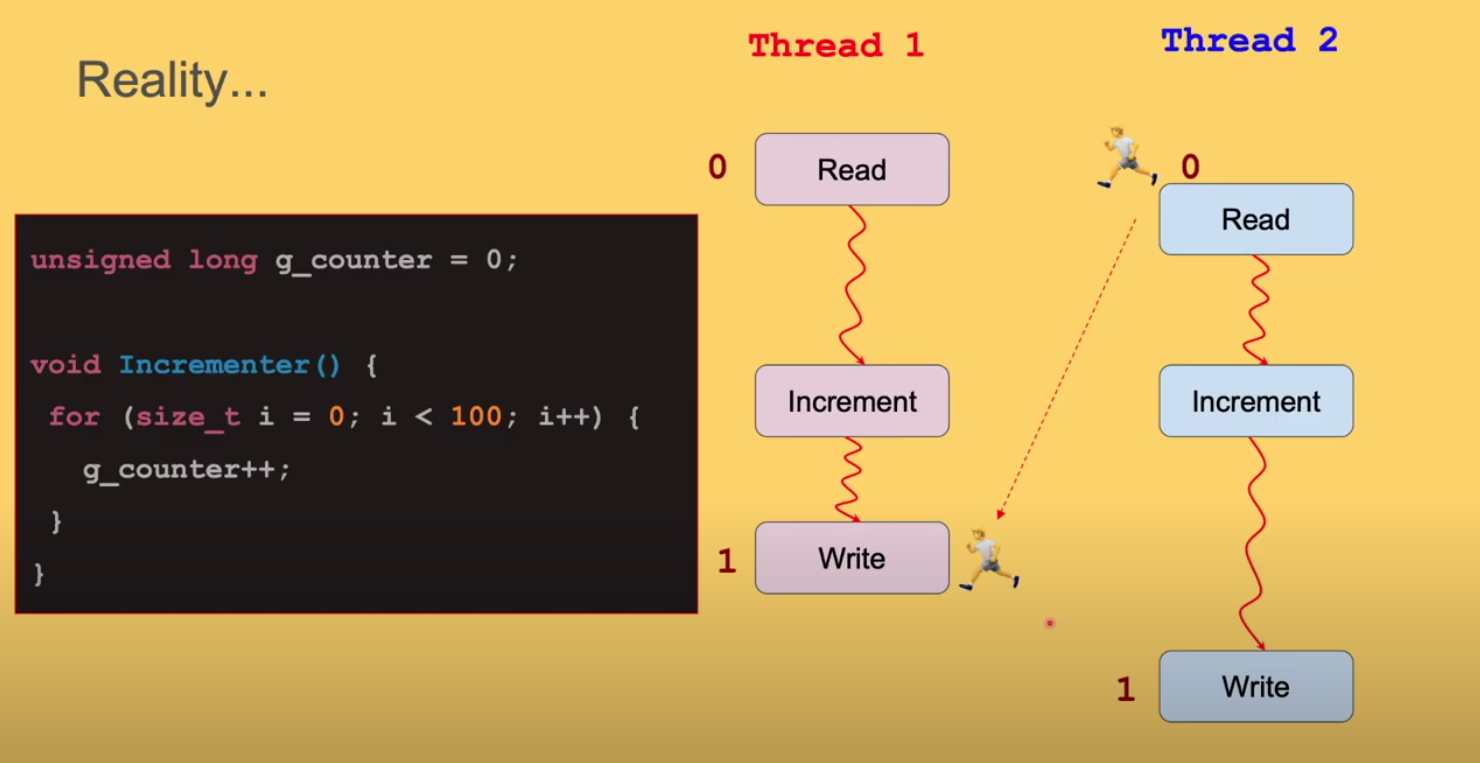 Reality...
unsigned long g_counter = 0;
void Incrementer() {
for (size_t i = 0; i < 100; i++) {
g_counter++;
}
}
Thread 1
0
Read
Increment
1
Write
Thread 2
0
Read
Increment
1
Write